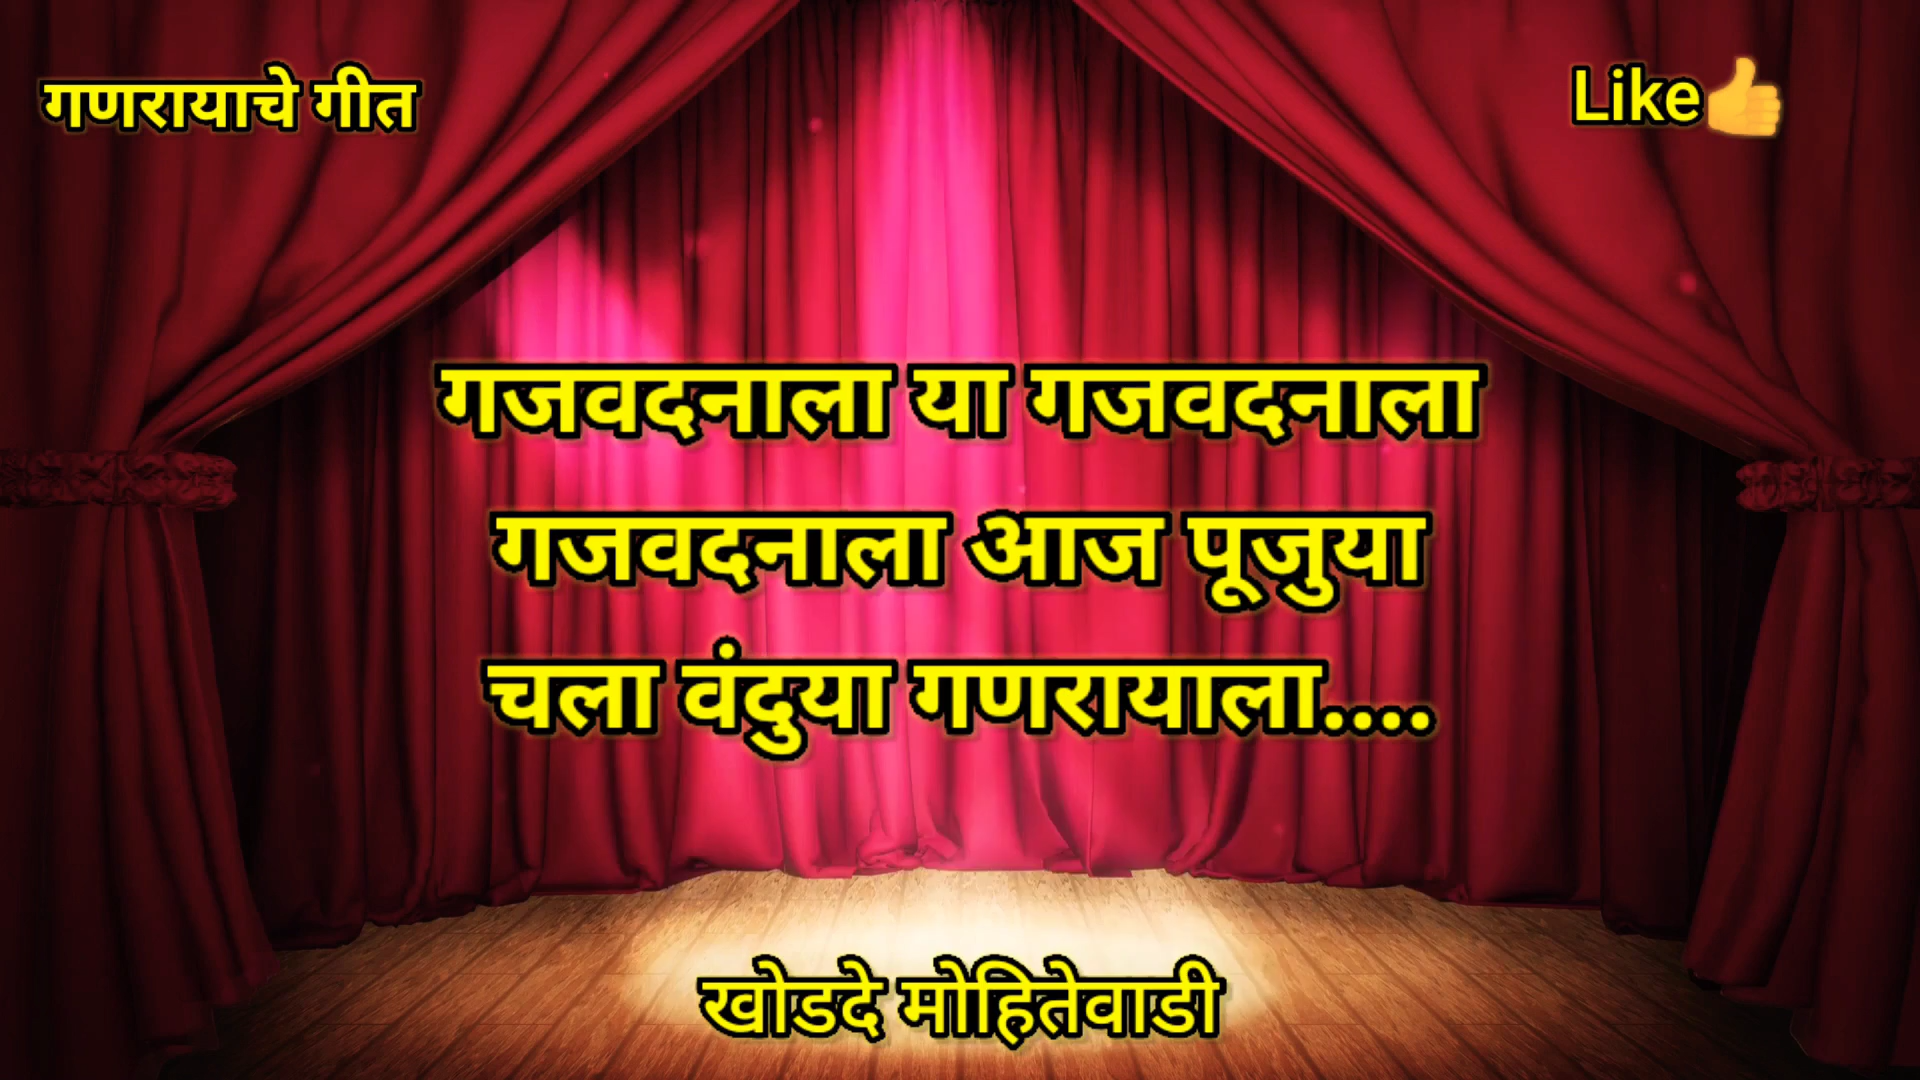 गणरायाचे गीत
Like👍
गजवदनाला या गजवदनाला
गजवदनाला आज पूजुया
चला वंदुया गणरायाला....
खोडदे मोहितेवाडी